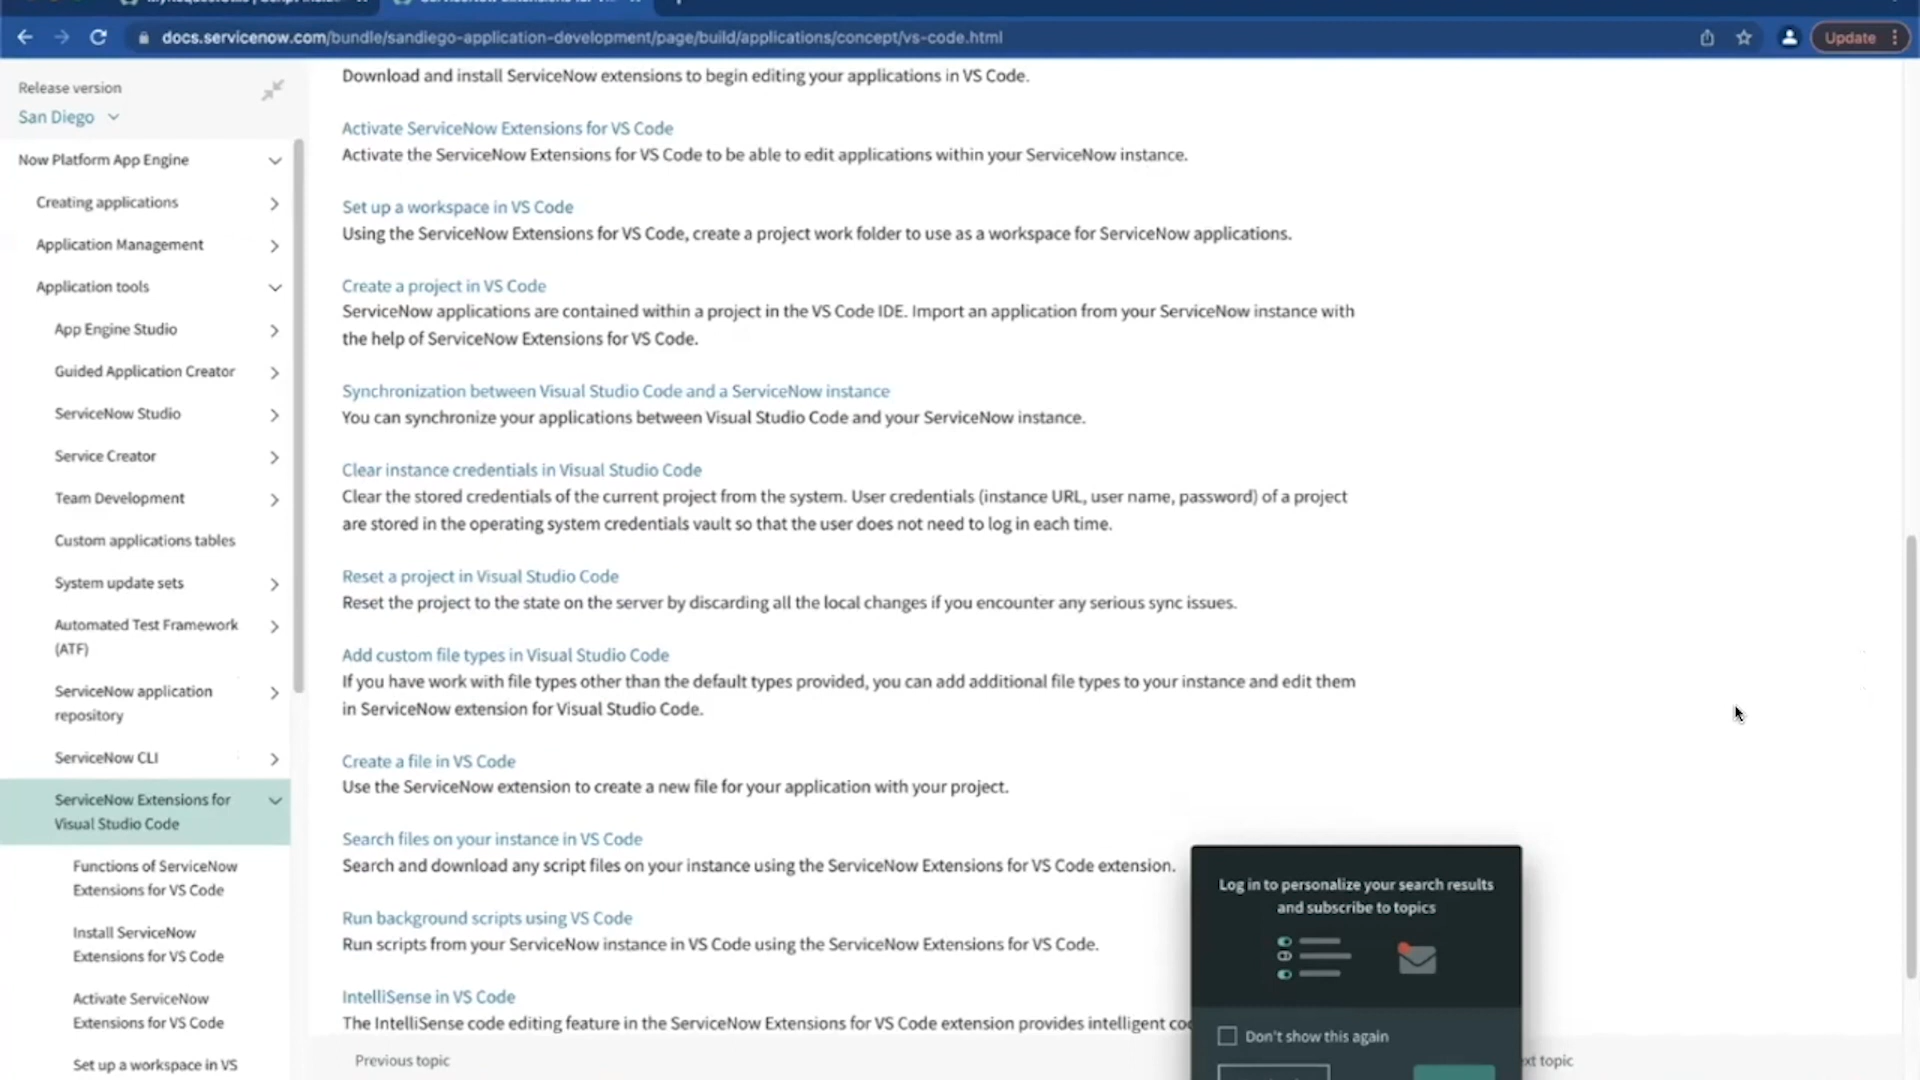 docs.servicenow.com/bundle/sandiego-application-development/page/build/applications/concept/vs-code.html
Update
Release version
San Diego
Now Platform App Engine
Creating applications
Application Management
Application tools
App Engine Studio
Guided Application Creator
ServiceNow Studio
Service Creator
Team Development
Custom applications tables
System update sets
Automated Test Framework
(ATF)
ServiceNow application
repository
ServiceNow CLI
ServiceNow Extensions for
Visual Studio Code
Functions of ServiceNow
Extensions for VS Code
Install ServiceNow
Extensions for VS Code
Activate ServiceNow
Extensions for VS Code
Set up a workspace in VS
Download and install ServiceNow extensions to begin editing your applications in VS Code.
Activate ServiceNow Extensions for VS Code
Activate the ServiceNow Extensions for VS Code to be able to edit applications within your ServiceNow instance.
Set up a workspace in VS Code
Using the ServiceNow Extensions for VS Code, create a project work folder to use as a workspace for ServiceNow applications.
Create a project in VS Code
ServiceNow applications are contained within a project in the VS Code IDE. Import an application from your ServiceNow instance with
the help of ServiceNow Extensions for VS Code.
Synchronization between Visual Studio Code and a ServiceNow instance
You can synchronize your applications between Visual Studio Code and your ServiceNow instance.
Clear instance credentials in Visual Studio Code
Clear the stored credentials of the current project from the system. User credentials (instance URL, user name, password) of a project
are stored in the operating system credentials vault so that the user does not need to log in each time.
Reset a project in Visual Studio Code
Reset the project to the state on the server by discarding all the local changes if you encounter any serious sync issues.
Add custom file types in Visual Studio Code
If you have work with file types other than the default types provided, you can add additional file types to your instance and edit them
in ServiceNow extension for Visual Studio Code.
Create a file in VS Code
Use the ServiceNow extension to create a new file for your application with your project.
Search files on your instance in VS Code
Search and download any script files on your instance using the ServiceNow Extensions for VS Code extension.
Run background scripts using VS Code
Run scripts from your ServiceNow instance in VS Code using the ServiceNow Extensions for VS Code.
IntelliSense in VS Code
The IntelliSense code editing feature in the ServiceNow Extensions for VS Code extension provides intelligent
Previous topic
topic
Log in to personalize your search results
and subscribe to topics
Don't show this again